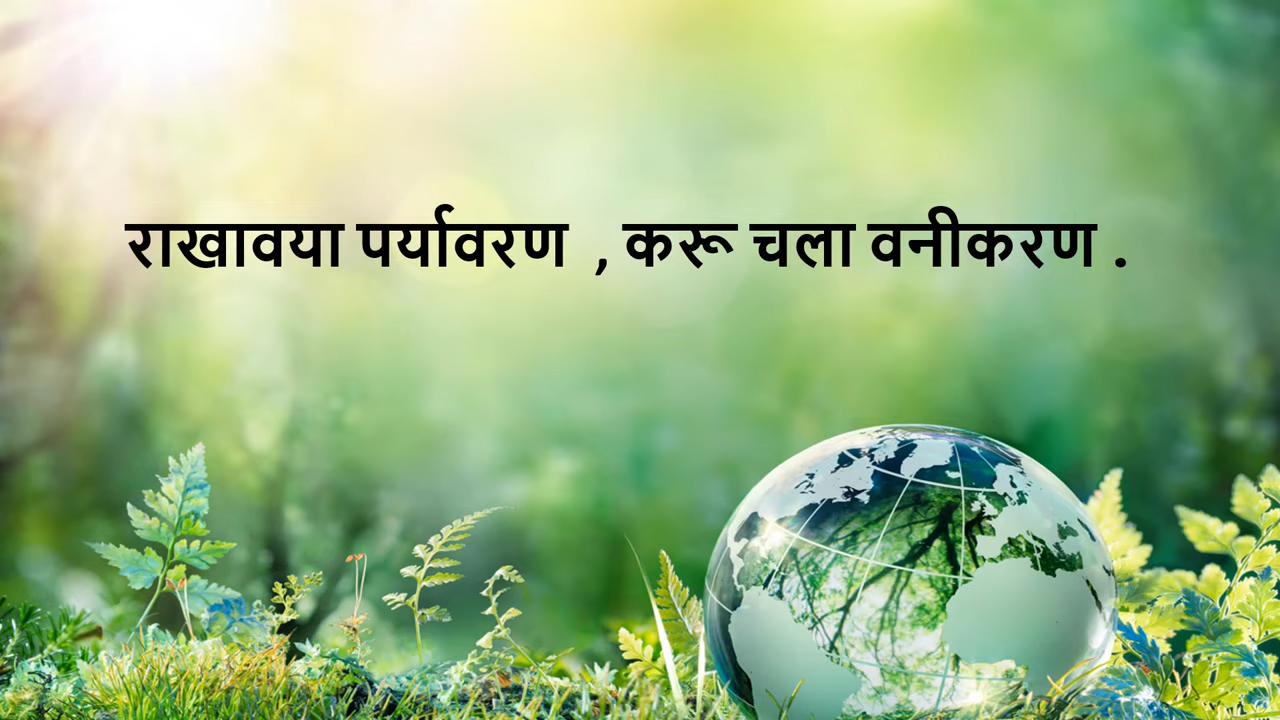 राखावया पर्यावरण , करू चला वनीकरण .